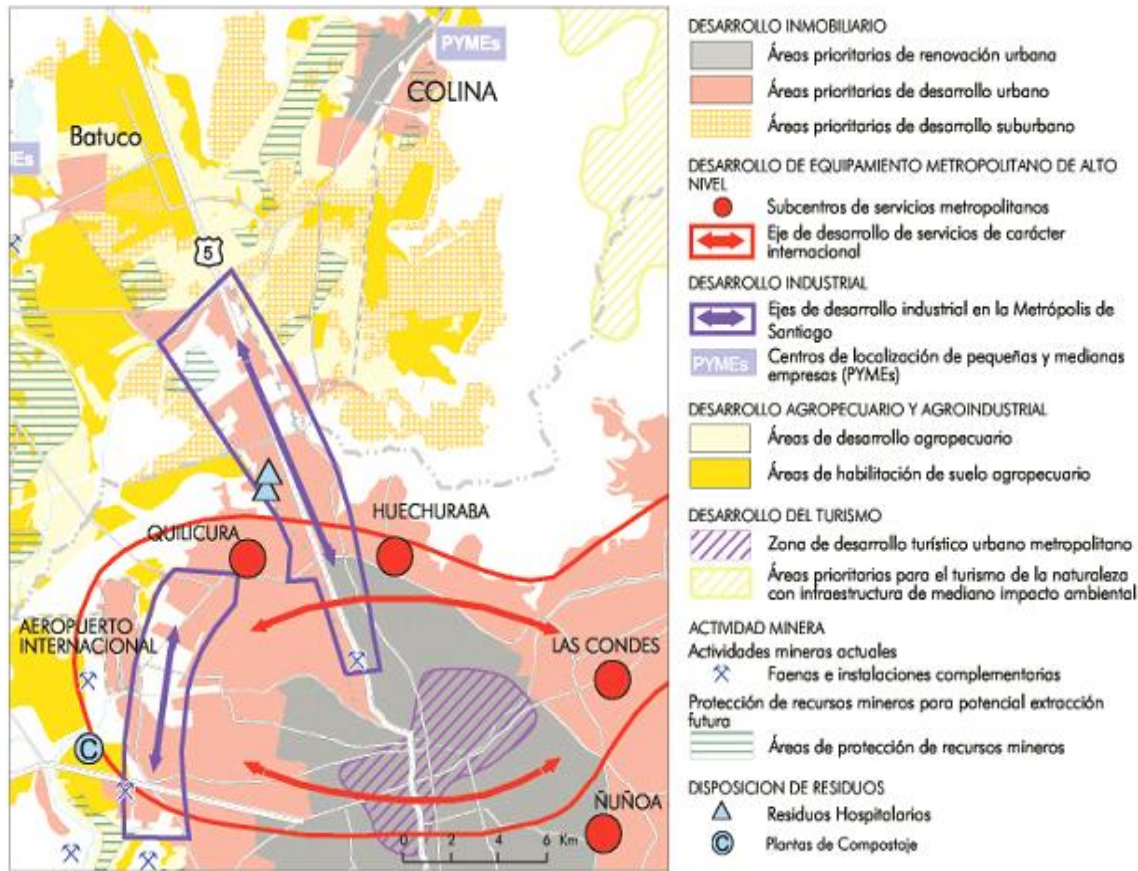 PYMEs
COLINA
Batuco
Es
5
HUECHURABA
QUILICURA
AEROPUERTO
INTERNACIONAL
LAS CONDES
C
ÑUÑOA
0 2 4 6 Km
DESARROLLO INMOBILIARIO
Áreas prioritarias de renovación urbana
Áreas prioritarias de desarrollo urbano
Áreas prioritarias de desarrollo suburbano
DESARROLLO DE EQUIPAMIENTO METROPOLITANO DE ALTO
NIVEL
Subcentros de servicios metropolitanos
Eje de desarrollo de servicios de carácter
internacional
DESARROLLO INDUSTRIAL
Ejes de desarrollo industrial en la Metrópolis de
Santiago
PYMEs Centros de localización de pequeñas y medianas
empresas (PYMEs)
DESARROLLO AGROPECUARIO Y AGROINDUSTRIAL
Áreas de desarrollo agropecuario
Áreas de habilitación de suelo agropecuario
DESARROLLO DEL TURISMO
Zona de desarrollo turístico urbano metropolitano
Áreas prioritarias para el turismo de la naturaleza
con infraestructura de mediano impacto ambiental
ACTIVIDAD MINERA
Actividades mineras actuales
Faenas e instalaciones complementarias
Protección de recursos mineros para potencial extracción
futura
Áreas de protección de recursos mineros
DISPOSICION DE RESIDUOS
Residuos Hospitalarios
C Plantas de Compostaje